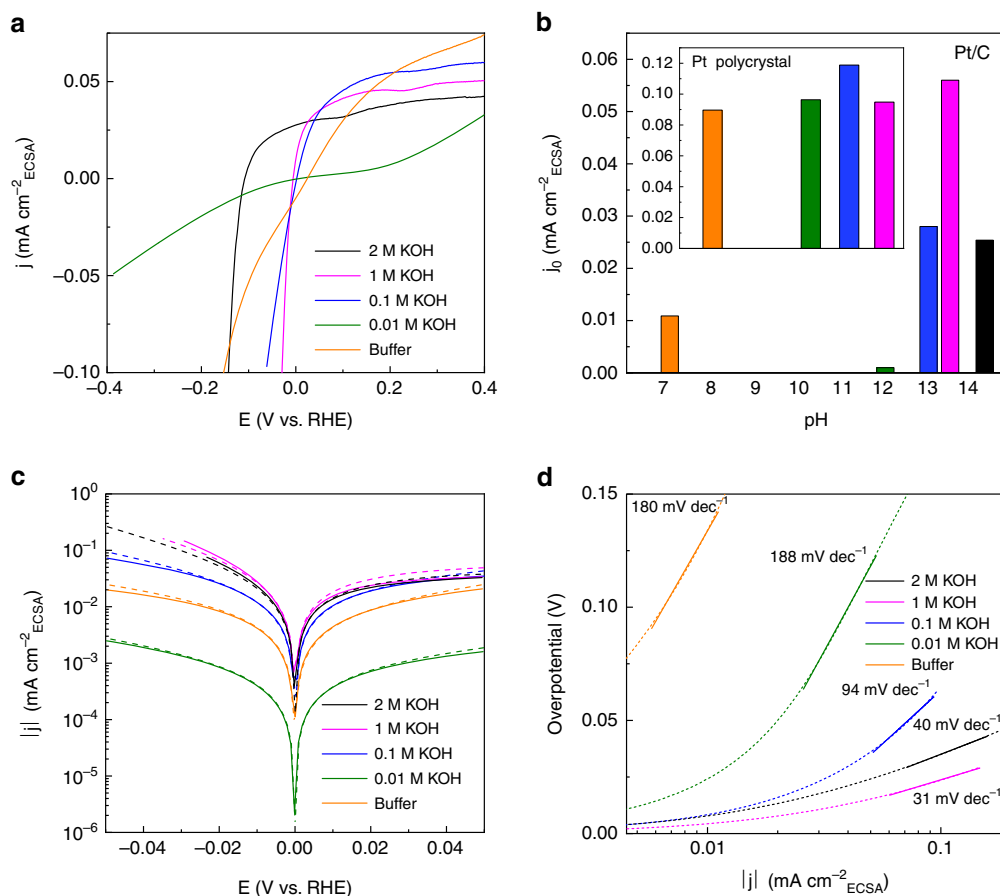 a
j (mA cm⁻²ECSA)
0.05
0.00
−0.05
−0.10
−0.4
−0.2
0.0
0.2
0.4
E (V vs. RHE)
2 M KOH
1 M KOH
0.1 M KOH
0.01 M KOH
Buffer
b
Pt/C
j₀ (mA cm⁻²ECSA)
0.06
0.05
0.04
0.03
0.02
0.01
0.00
7 8 9 10 11 12 13 14
pH
Pt polycrystal
0.12
0.10
0.08
0.06
0.04
0.02
0.00
c
|j| (mA cm⁻²ECSA)
10⁰
10⁻¹
10⁻²
10⁻³
10⁻⁴
10⁻⁵
10⁻⁶
−0.04 −0.02 0.00 0.02 0.04
E (V vs. RHE)
2 M KOH
1 M KOH
0.1 M KOH
0.01 M KOH
Buffer
d
Overpotential (V)
0.15
0.10
0.05
0.00
0.01
0.1
|j| (mA cm⁻²ECSA)
180 mV dec⁻¹
188 mV dec⁻¹
2 M KOH
1 M KOH
0.1 M KOH
0.01 M KOH
Buffer
94 mV dec⁻¹
40 mV dec⁻¹
31 mV dec⁻¹